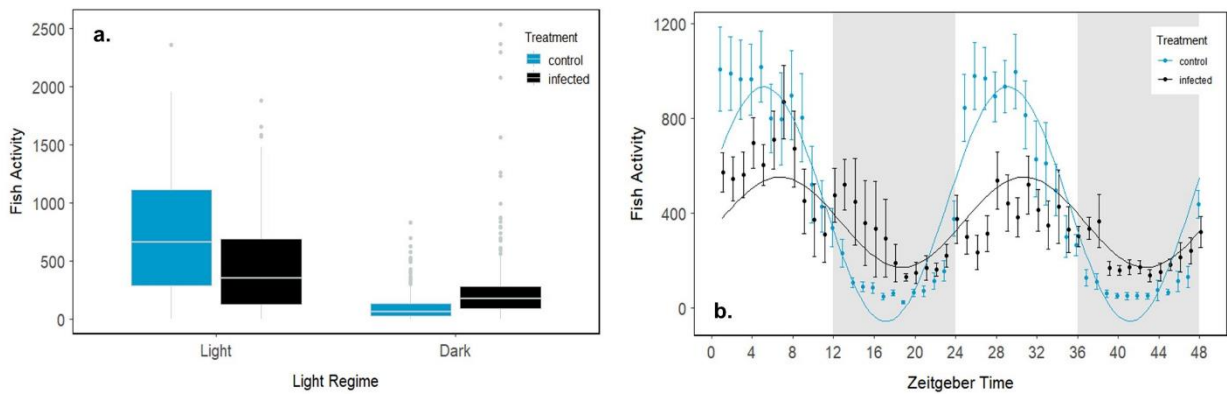 a.
Treatment
control
infected
Fish Activity
2500
2000
1500
1000
500
0
Light
Dark
Light Regime
b.
Treatment
control
infected
Fish Activity
1200
800
400
0
0 4 8 12 16 20 24 28 32 36 40 44 48
Zeitgeber Time